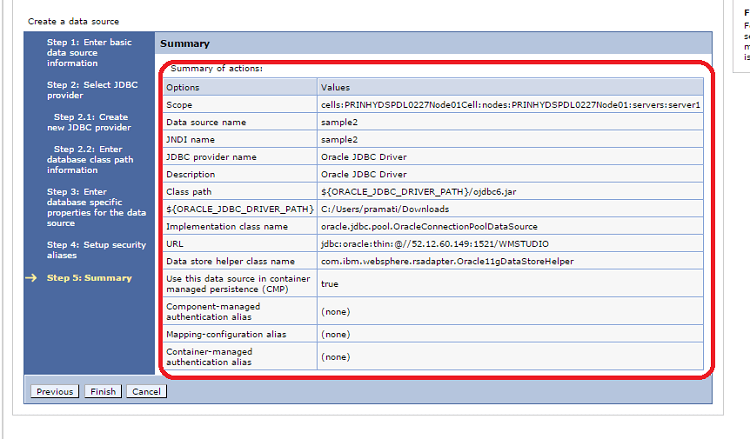 Create a data source
Step 1: Enter basic
data source
information
Step 2: Select JDBC
provider
Step 2.1: Create
new JDBC provider
Step 2.2: Enter
database class path
information
Step 3: Enter
database specific
properties for the data
source
Step 4: Setup security
aliases
Step 5: Summary
Summary
Summary of actions:
Options Values
Scope cells:PRINHYDSPDL0227Node01Cell:nodes:PRINHYDSPDL0227Node01:servers:server1
Data source name sample2
JNDI name sample2
JDBC provider name Oracle JDBC Driver
Description Oracle JDBC Driver
Class path ${ORACLE_JDBC_DRIVER_PATH}/ojdbc6.jar
${ORACLE_JDBC_DRIVER_PATH} C:/Users/pramati/Downloads
Implementation class name oracle.jdbc.pool.OracleConnectionPoolDataSource
URL jdbc:oracle:thin:@//52.12.60.149:1521/WMSTUDIO
Data store helper class name com.ibm.websphere.rsadapter.Oracle11gDataStoreHelper
Use this data source in container
managed persistence (CMP) true
Component-managed
authentication alias (none)
Mapping-configuration alias (none)
Container-managed
authentication alias (none)
Previous Finish Cancel